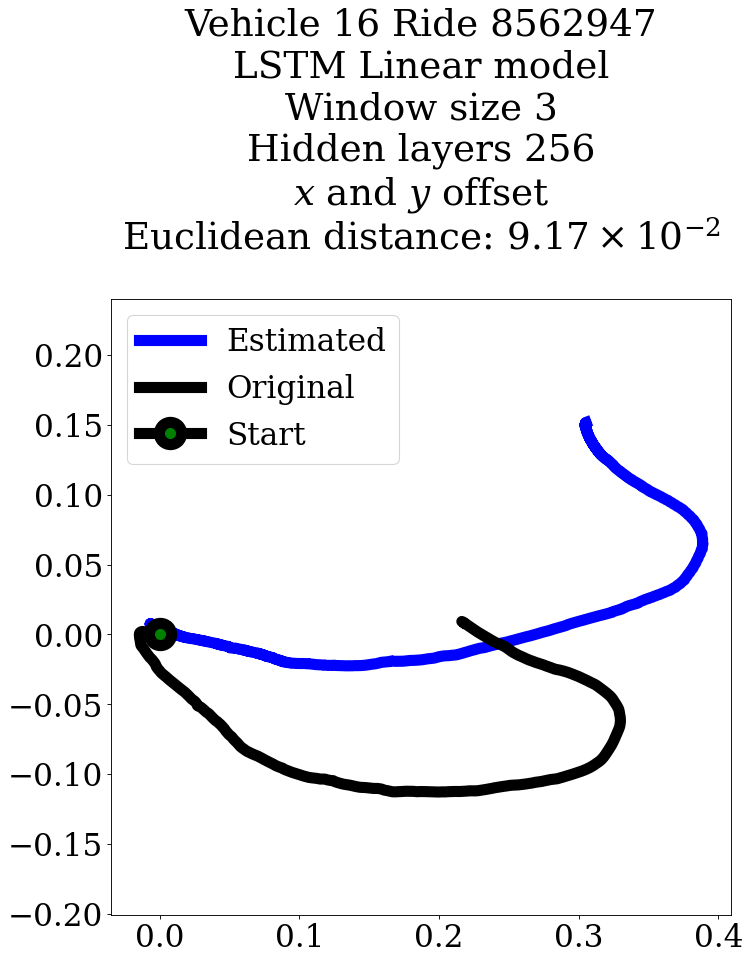 Vehicle 16 Ride 8562947
LSTM Linear model
Window size 3
Hidden layers 256
x and y offset
Euclidean distance: 9.17 × 10⁻²
Estimated
Original
Start
0.20
0.15
0.10
0.05
0.00
−0.05
−0.10
−0.15
−0.20
0.0 0.1 0.2 0.3 0.4